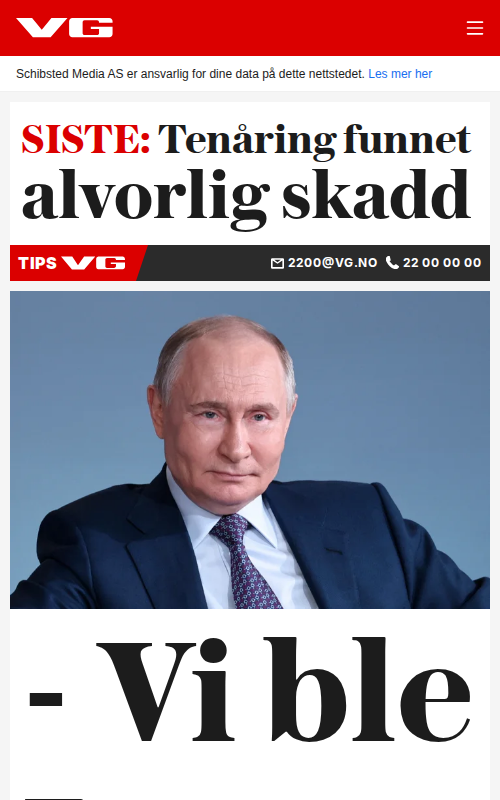 VG
Schibsted Media AS er ansvarlig for dine data på dette nettstedet. Les mer her
SISTE: Tenåring funnet
alvorlig skadd
TIPS VG 2200@VG.NO 22 00 00 00
- Vi ble